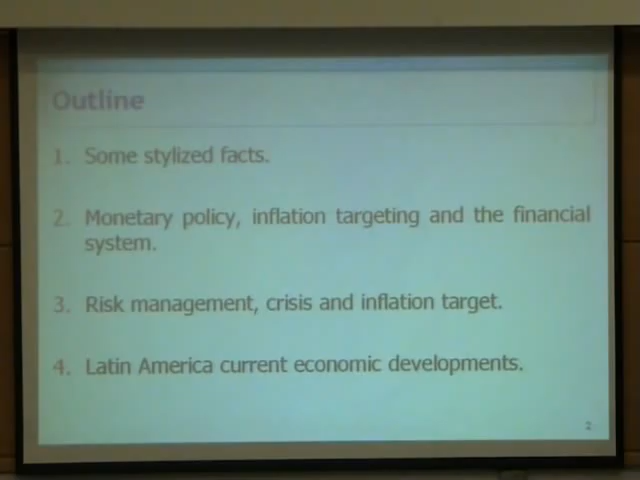 Outline
1. Some stylized facts.
2. Monetary policy, inflation targeting and the financial
system.
3. Risk management, crisis and inflation target.
4. Latin America current economic developments.
2